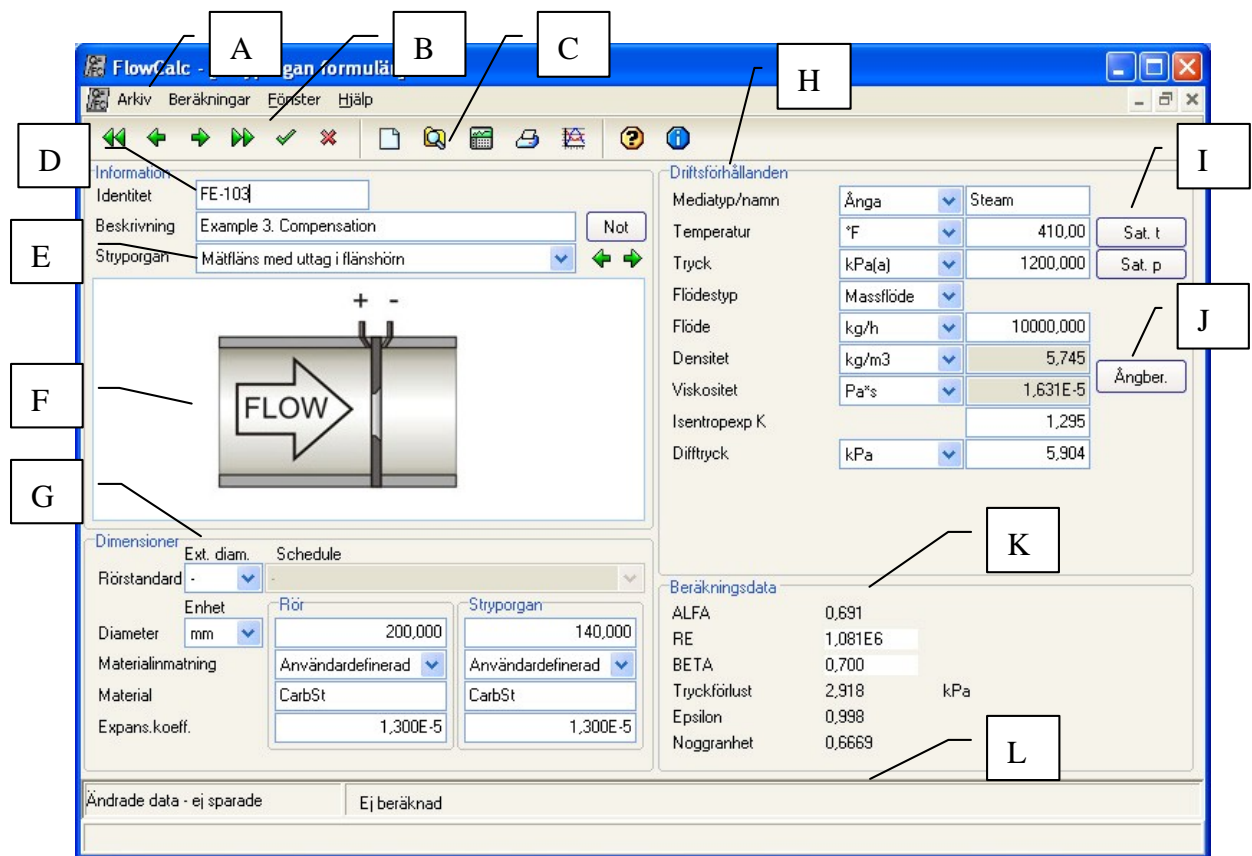 A
B
C
FlowCalc
Arkiv Beräkningar Fönster Hjälp
H
D
Information
Identitet FE-103
Beskrivning Example 3. Compensation Not
E
Stryporgan Mätfläns med uttag i flänshörn
+ -
FLOW
F
G
Dimensioner
Ext. diam. Schedule
Rörstandard - -
Enhet Rör Stryporgan
Diameter mm 200,000 140,000
Materialinmatning Användardefinerad Användardefinerad
Material CarbSt CarbSt
Expans.koeff. 1,300E-5 1,300E-5
Driftsförhållanden
I
Mediatyp/namn Ånga Steam
Temperatur °F 410,00 Sat. t
Tryck kPa(a) 1200,000 Sat. p
Flödestyp Massflöde
J
Flöde kg/h 10000,000
Densitet kg/m3 5,745
Ångber.
Viskositet Pa*s 1,631E-5
Isentropexp K 1,295
Difftryck kPa 5,904
K
Beräkningsdata
ALFA 0,691
RE 1,081E6
BETA 0,700
Tryckförlust 2,918 kPa
Epsilon 0,998
Noggranhet 0,6669
L
Ändrade data - ej sparade Ej beräknad